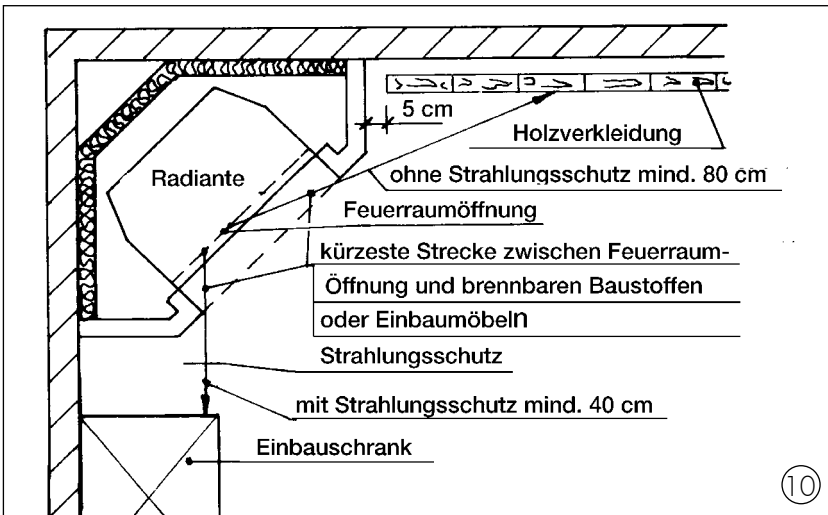 5 cm
Holzverkleidung
Radiante
ohne Strahlungsschutz mind. 80 cm
Feuerraumöffnung
kürzeste Strecke zwischen Feuerraum-
Öffnung und brennbaren Baustoffen
oder Einbaumöbeln
Strahlungsschutz
mit Strahlungsschutz mind. 40 cm
Einbauschrank
10